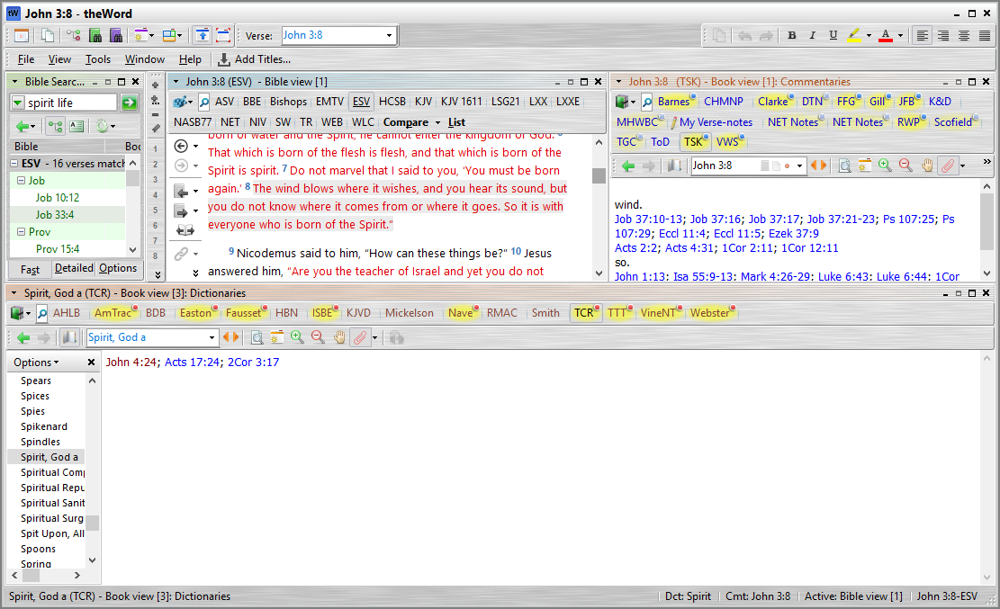 John 3:8 - theWord
Verse: John 3:8
B I U A
File View Tools Window Help Add Titles...
Bible Searc...
spirit life
Bible
ESV - 16 verses match
Job
Job 10:12
Job 33:4
Prov
Prov 15:4
Fast Detailed Options
1
2
3
4
5
6
7
8
John 3:8 (ESV) - Bible view [1]
ASV BBE Bishops EMTV ESV HCSB KJV KJV 1611 LSG21 LXX LXXE
NASB77 NET NIV SW TR WEB WLC Compare List
born of water and the Spirit, he cannot enter the kingdom of God.
That which is born of the flesh is flesh, and that which is born of the
Spirit is spirit. 7 Do not marvel that I said to you, ‘You must be born
again.’ 8 The wind blows where it wishes, and you hear its sound, but
you do not know where it comes from or where it goes. So it is with
everyone who is born of the Spirit.”
9 Nicodemus said to him, “How can these things be?” 10 Jesus
answered him, “Are you the teacher of Israel and yet you do not
John 3:8 (TSK) - Book view [2]: Commentaries
Barnes CHMNP Clarke DTN FFG Gill JFB K&D
MHWBC My Verse-notes NET Notes NET Notes RWP Scofield
TGC ToD TSK VWS
John 3:8
wind.
Job 37:10-13; Job 37:16; Job 37:17; Job 37:21-23; Ps 107:25; Ps
107:29; Eccl 11:4; Eccl 11:5; Ezek 37:9
Acts 2:2; Acts 4:31; 1Cor 2:11; 1Cor 12:11
so.
John 1:13; Isa 55:9-13; Mark 4:26-29; Luke 6:43; Luke 6:44; 1Cor
Spirit, God a (TCR) - Book view [3]: Dictionaries
AHLB AmTrac BDB Easton Fausset HBN ISBE KJVD Mickelson Nave RMAC Smith TCR TTT VineNT Webster
Spirit, God a
Options
Spears
Spices
Spies
Spikenard
Spindles
Spirit, God a
Spiritual Comp
Spiritual Repu
Spiritual Sanit
Spiritual Surg
Spit Upon, All
Spoons
Spring
John 4:24; Acts 17:24; 2Cor 3:17
Spirit, God a (TCR) - Book view [3]: Dictionaries Dct: Spirit Cmt: John 3:8 Active: Bible view [1] John 3:8-ESV